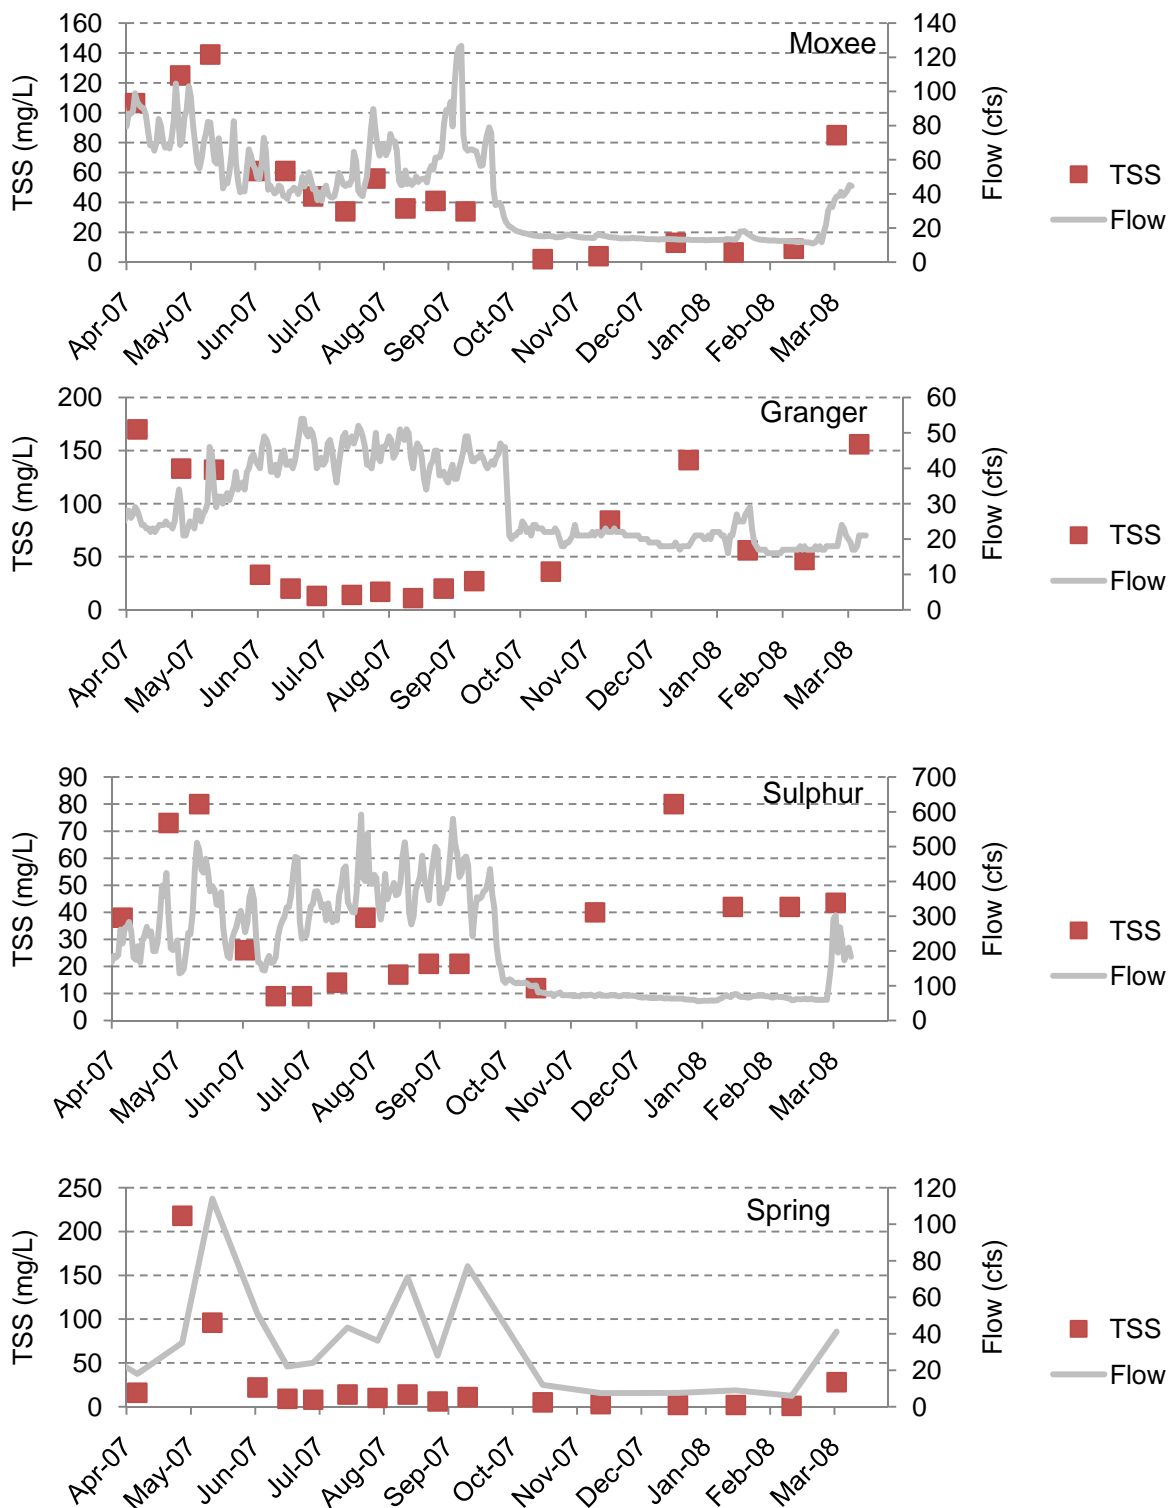 Moxee
TSS (mg/L)
160
140
120
100
80
60
40
20
0
140
120
100
80
60
40
20
0
Flow (cfs)
Apr-07
May-07
Jun-07
Jul-07
Aug-07
Sep-07
Oct-07
Nov-07
Dec-07
Jan-08
Feb-08
Mar-08
TSS
Flow
Granger
TSS (mg/L)
200
150
100
50
0
60
50
40
30
20
10
0
Flow (cfs)
Apr-07
May-07
Jun-07
Jul-07
Aug-07
Sep-07
Oct-07
Nov-07
Dec-07
Jan-08
Feb-08
Mar-08
TSS
Flow
Sulphur
TSS (mg/L)
90
80
70
60
50
40
30
20
10
0
700
600
500
400
300
200
100
0
Flow (cfs)
Apr-07
May-07
Jun-07
Jul-07
Aug-07
Sep-07
Oct-07
Nov-07
Dec-07
Jan-08
Feb-08
Mar-08
TSS
Flow
Spring
TSS (mg/L)
250
200
150
100
50
0
120
100
80
60
40
20
0
Flow (cfs)
Apr-07
May-07
Jun-07
Jul-07
Aug-07
Sep-07
Oct-07
Nov-07
Dec-07
Jan-08
Feb-08
Mar-08
TSS
Flow